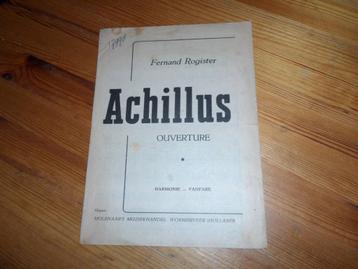 Fernand Rogister
Achillus
OUVERTURE
HARMONIE — FANFARE
MOLENAAR'S MUZIEKHANDEL WORMERVEER (HOLLAND)